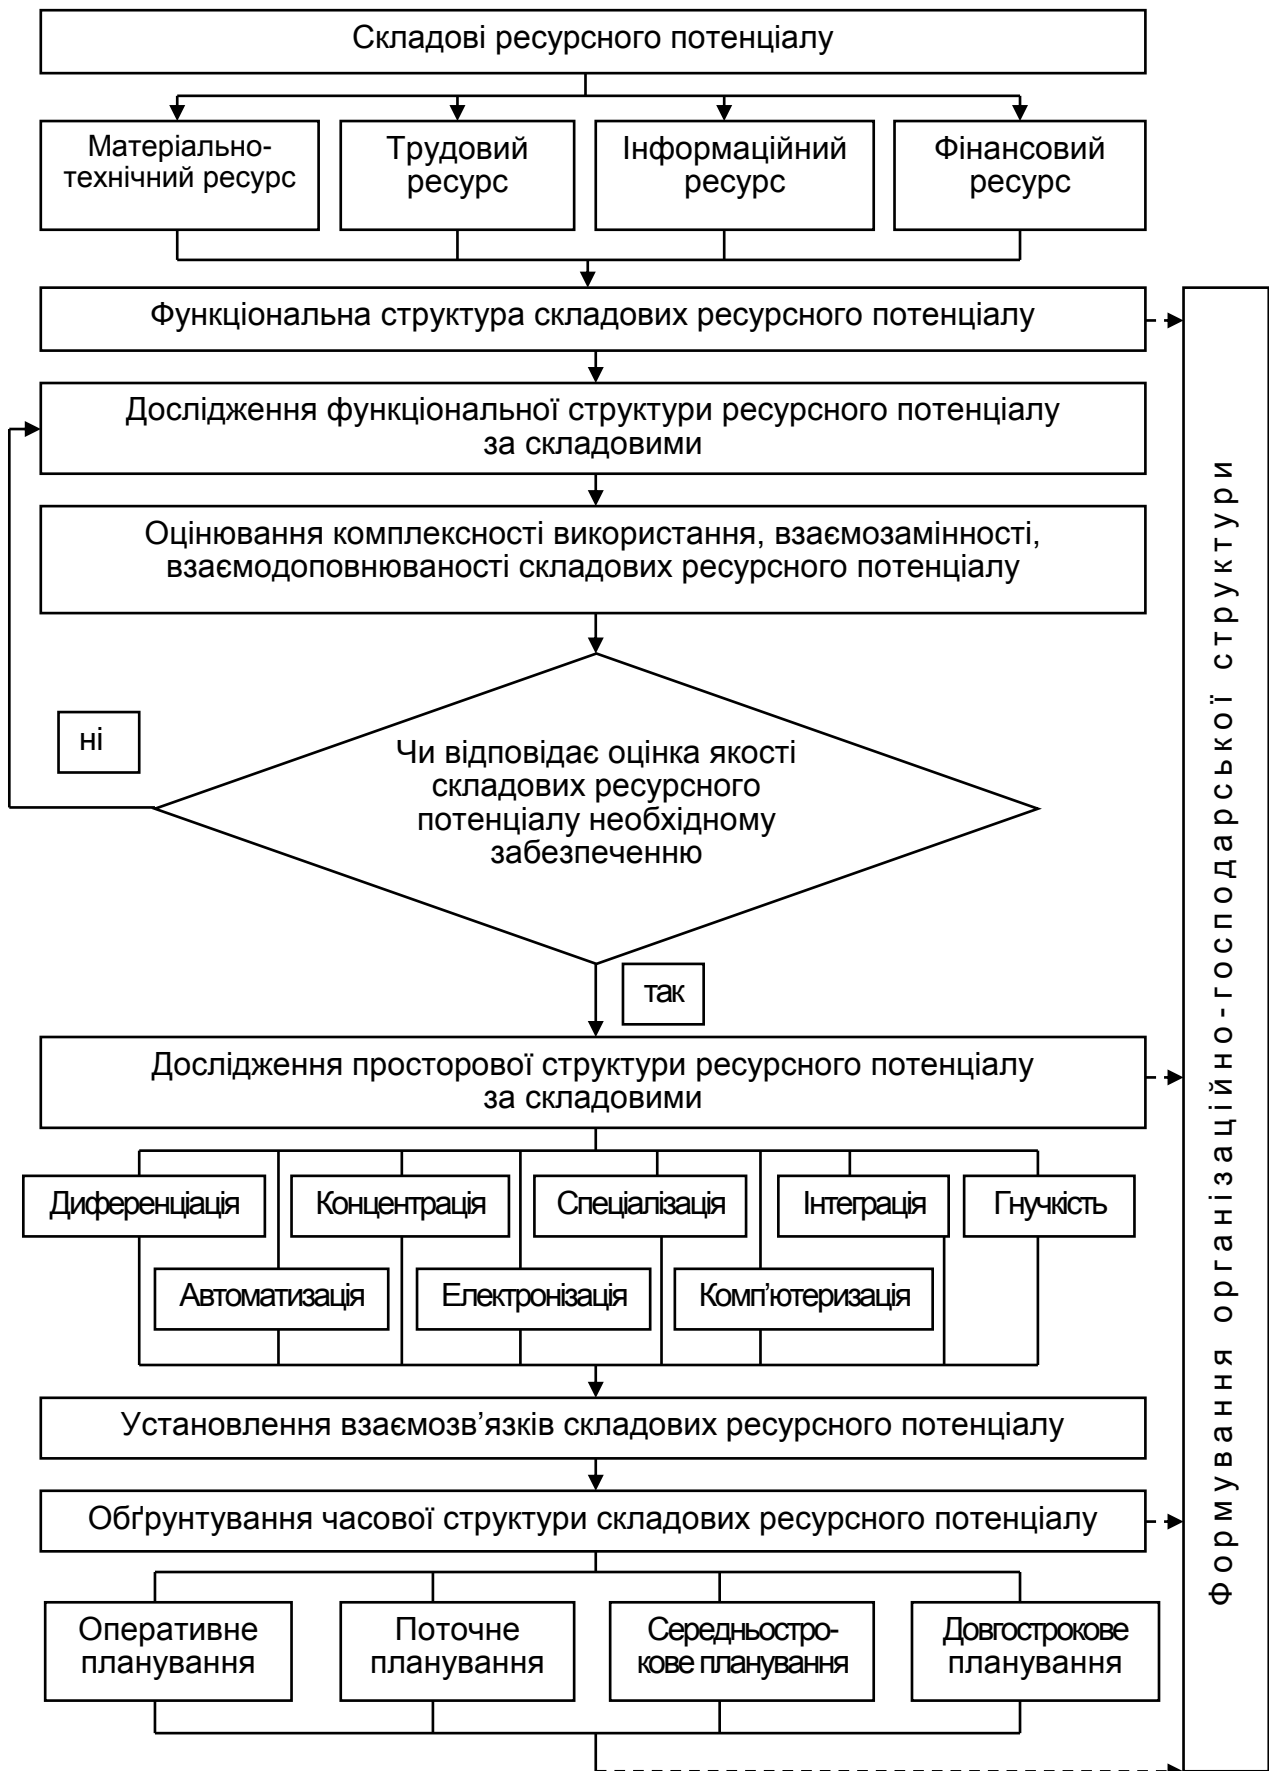 Складові ресурсного потенціалу
Матеріально-
технічний ресурс
Трудовий
ресурс
Інформаційний
ресурс
Фінансовий
ресурс
Функціональна структура складових ресурсного потенціалу
Дослідження функціональної структури ресурсного потенціалу
за складовими
Оцінювання комплексності використання, взаємозамінності,
взаємодоповнюваності складових ресурсного потенціалу
ні
Чи відповідає оцінка якості
складових ресурсного
потенціалу необхідному
забезпеченню
так
Дослідження просторової структури ресурсного потенціалу
за складовими
Диференціація
Концентрація
Спеціалізація
Інтеграція
Гнучкість
Автоматизація
Електронізація
Комп’ютеризація
Установлення взаємозв’язків складових ресурсного потенціалу
Обґрунтування часової структури складових ресурсного потенціалу
Оперативне
планування
Поточне
планування
Середньостро-
кове планування
Довгострокове
планування
Формування організаційно-господарської структури